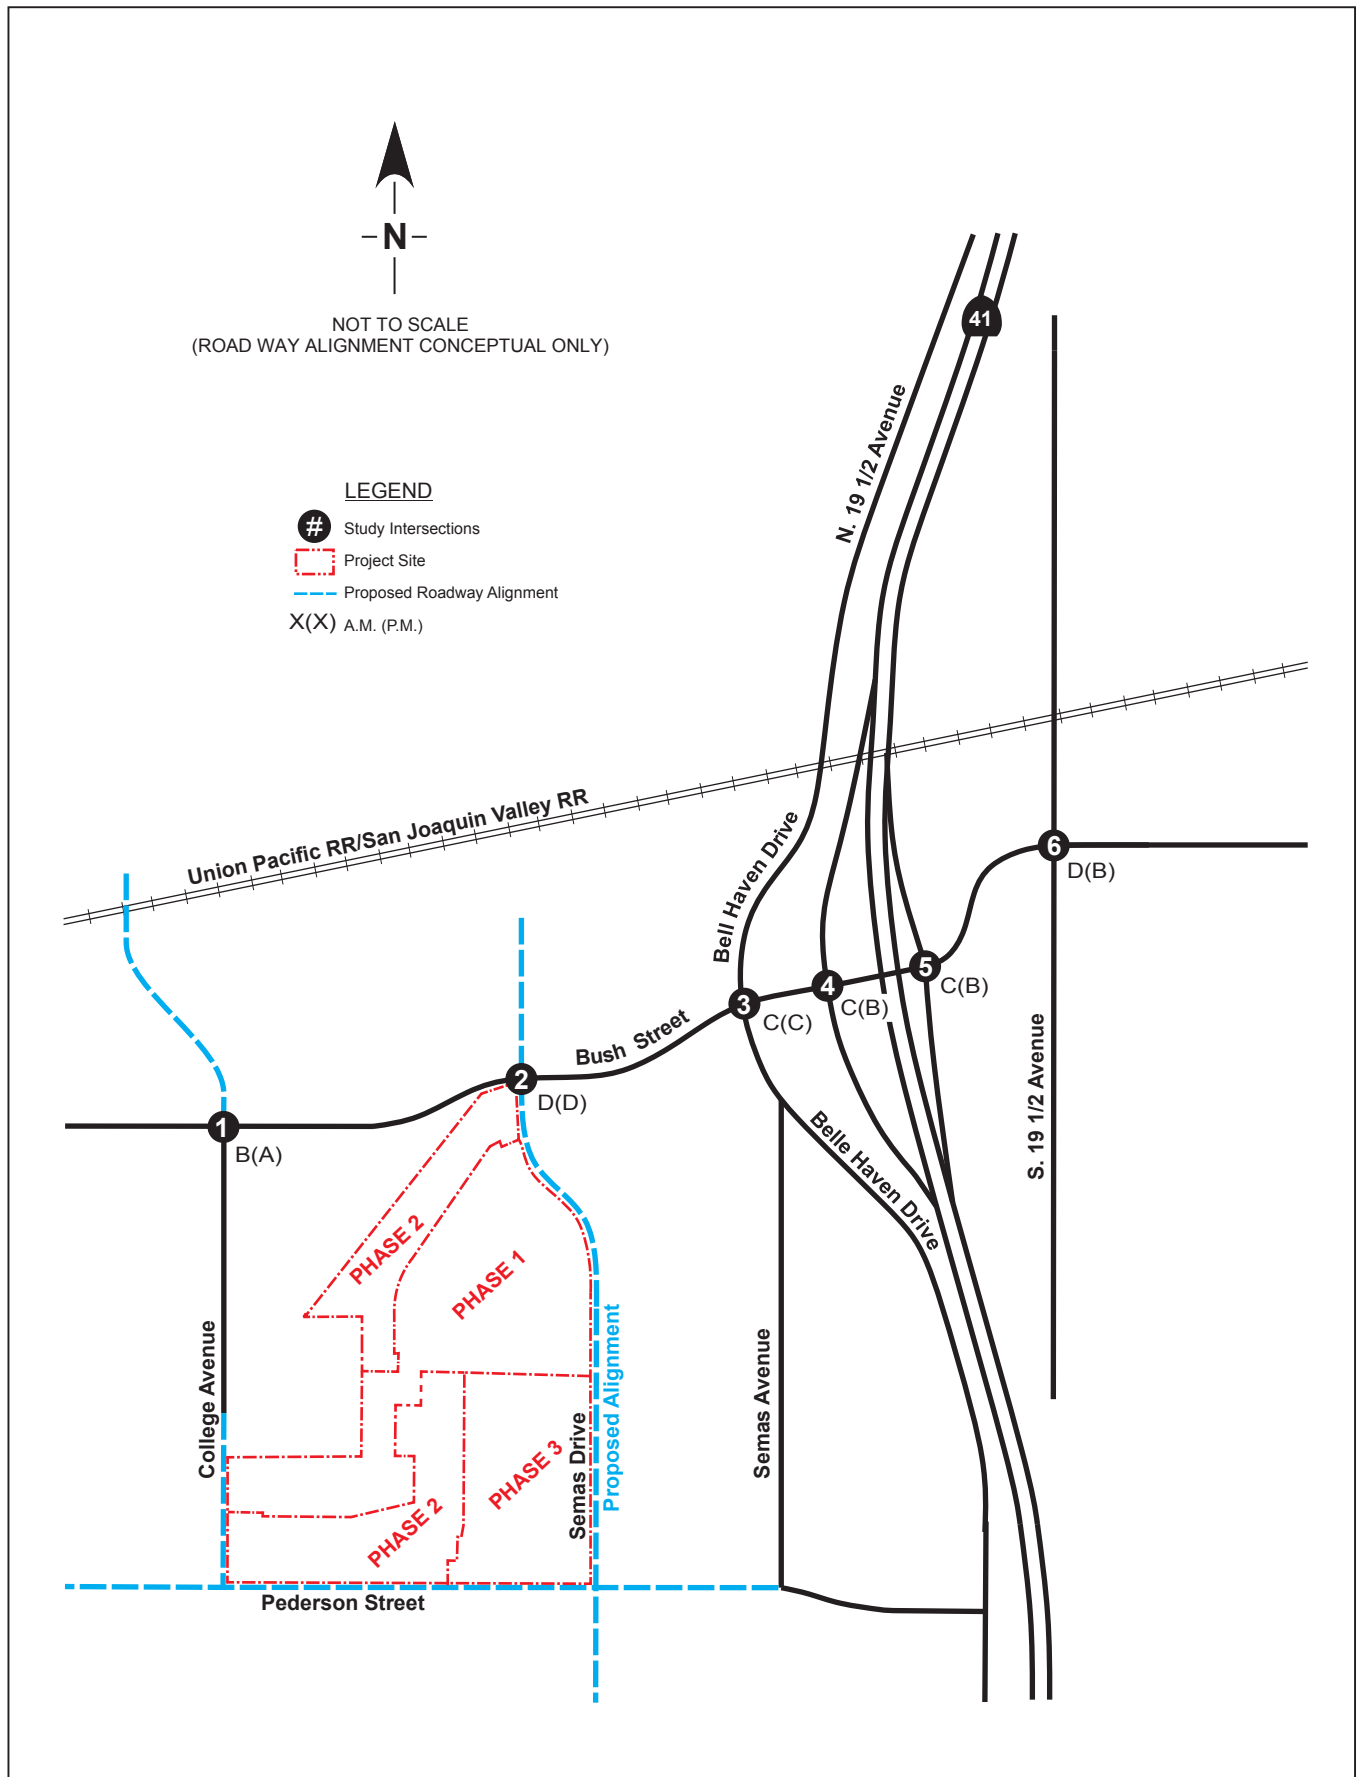 N
NOT TO SCALE
(ROAD WAY ALIGNMENT CONCEPTUAL ONLY)
41
N. 19 1/2 Avenue
LEGEND
# Study Intersections
Project Site
Proposed Roadway Alignment
X(X) A.M. (P.M.)
Union Pacific RR/San Joaquin Valley RR
Bell Haven Drive
6
D(B)
5
C(B)
4
C(B)
3
C(C)
Bush Street
2
D(D)
1
B(A)
S. 19 1/2 Avenue
Belle Haven Drive
PHASE 2
PHASE 1
College Avenue
Semas Drive
Proposed Alignment
Semas Avenue
PHASE 3
PHASE 2
Pederson Street